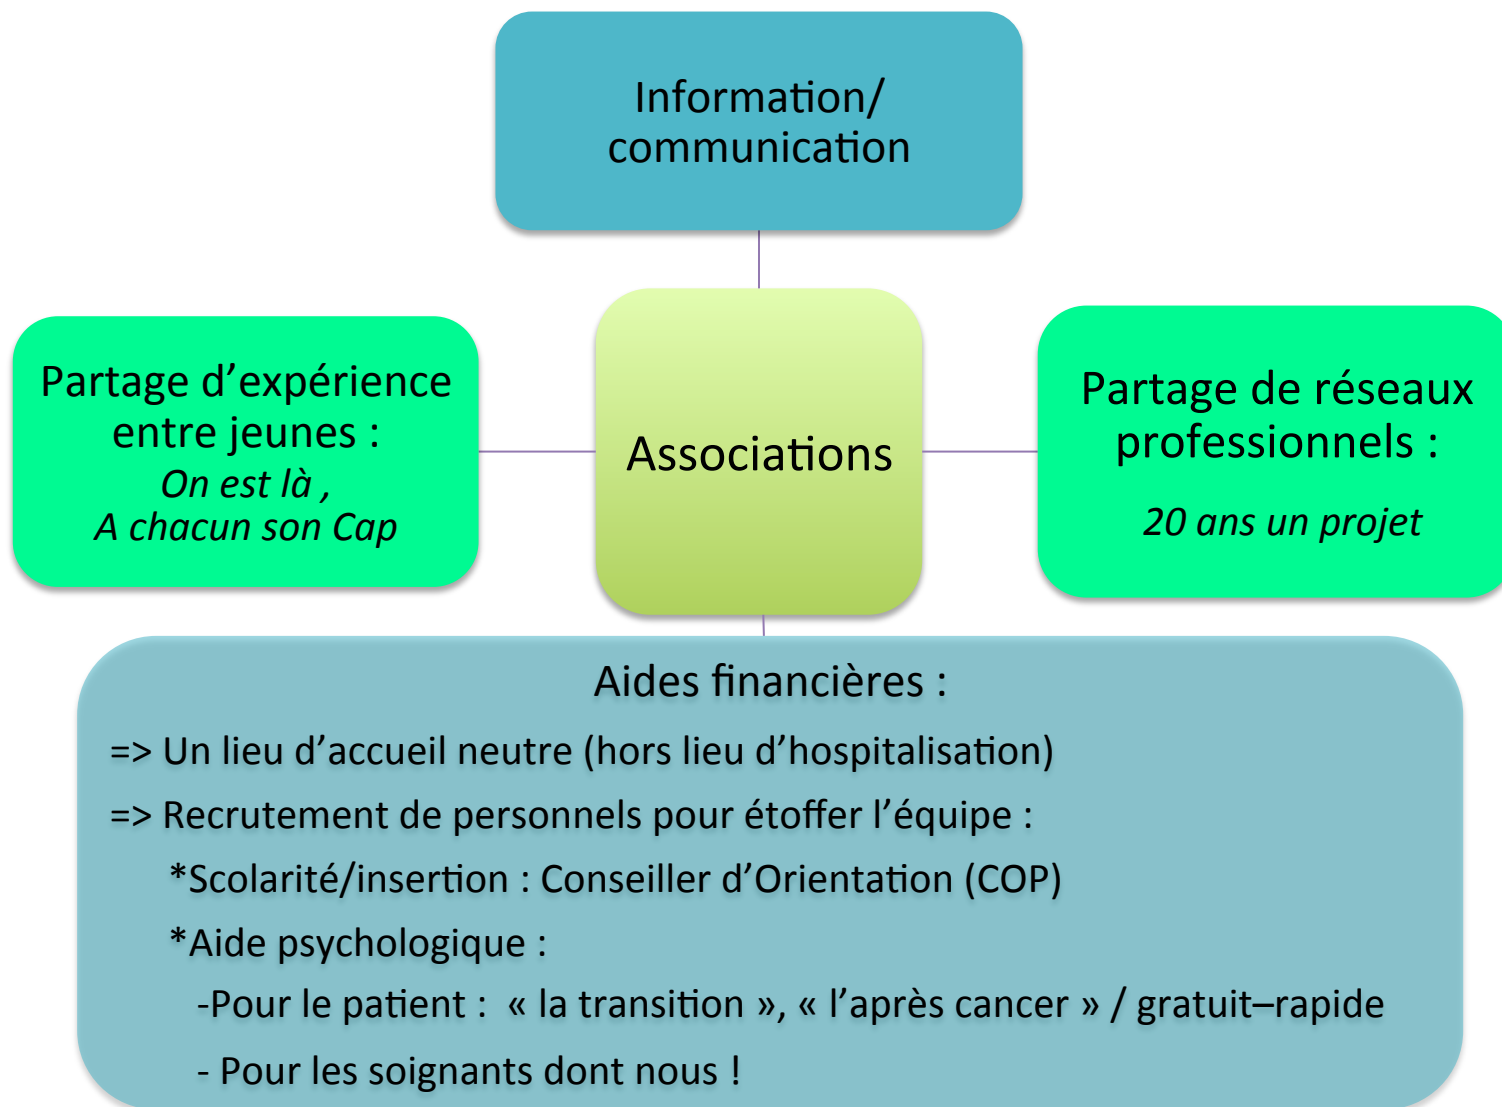 Information/
communication
Partage d’expérience
entre jeunes :
On est là ,
A chacun son Cap
Associations
Partage de réseaux
professionnels :
20 ans un projet
Aides financières :
=> Un lieu d’accueil neutre (hors lieu d’hospitalisation)
=> Recrutement de personnels pour étoffer l’équipe :
*Scolarité/insertion : Conseiller d’Orientation (COP)
*Aide psychologique :
-Pour le patient : « la transition », « l’après cancer » / gratuit–rapide
- Pour les soignants dont nous !